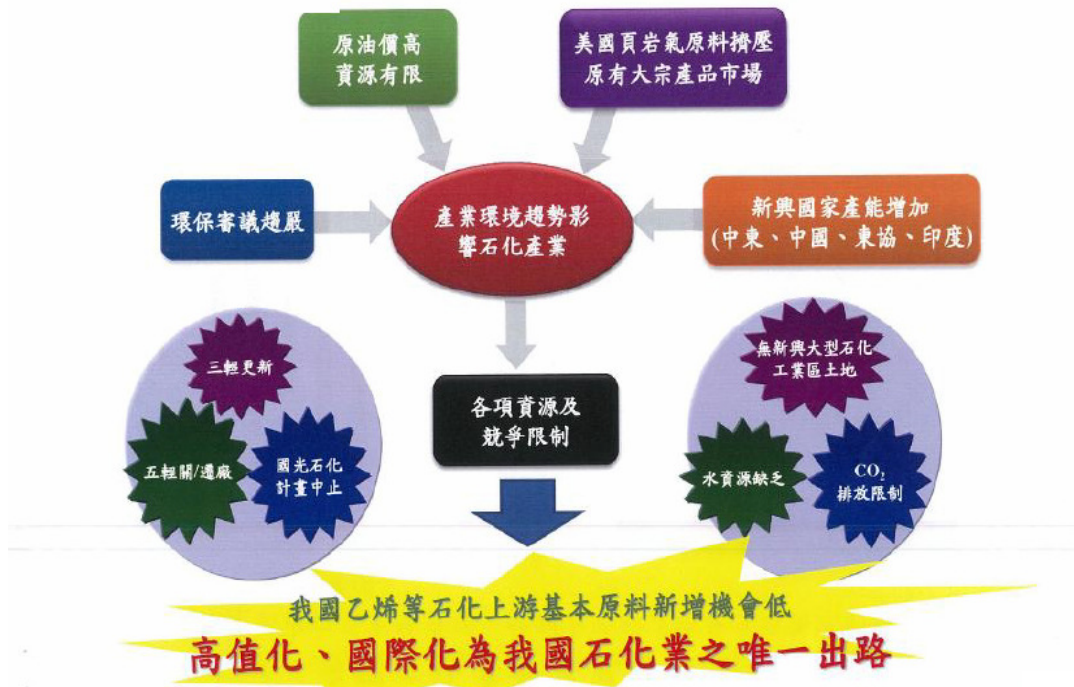 原油價高
資源有限
美國頁岩氣原料擠壓
原有大宗產品市場
環保審議趨嚴
產業環境趨勢影
響石化產業
新興國家產能增加
(中東、中國、東協、印度)
三輕更新
五輕關/遷廠
國光石化
計畫中止
各項資源及
競爭限制
無新興大型石化
工業區土地
水資源缺乏
CO₂
排放限制
我國乙烯等石化上游基本原料新增機會低
高值化、國際化為我國石化業之唯一出路